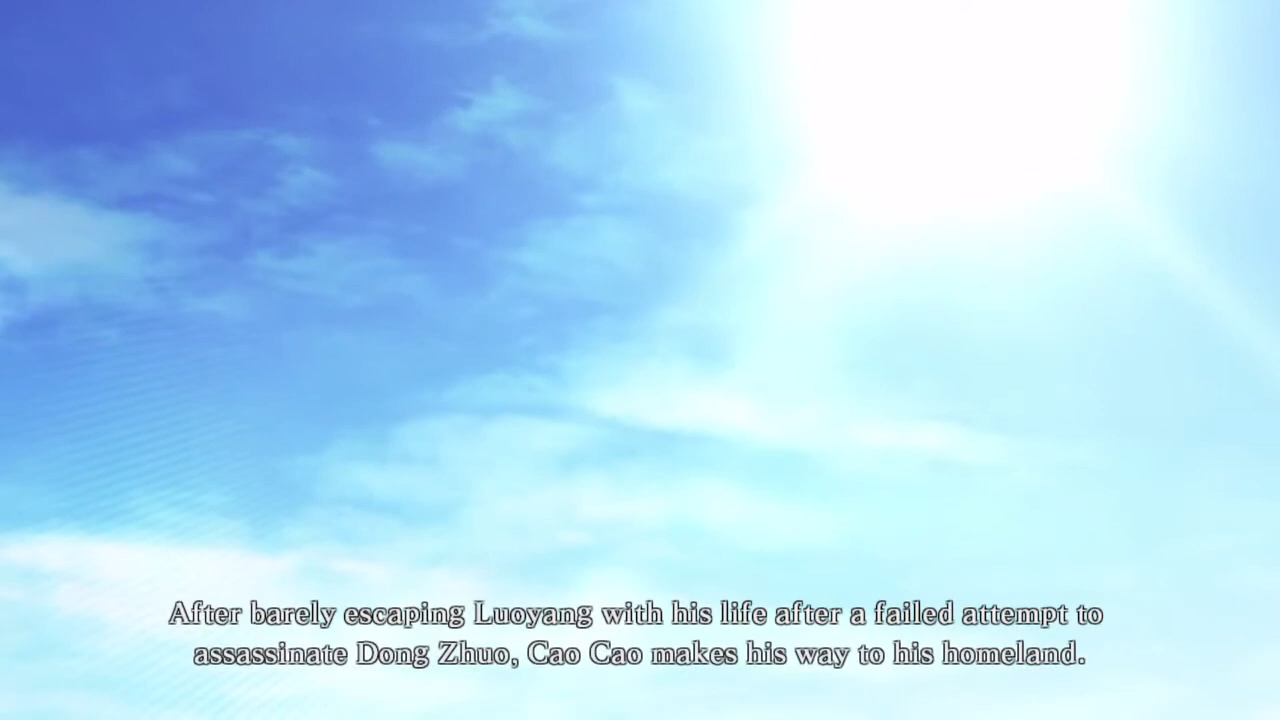 After barely escaping Luoyang with his life after a failed attempt to
assassinate Dong Zhuo, Cao Cao makes his way to his homeland.